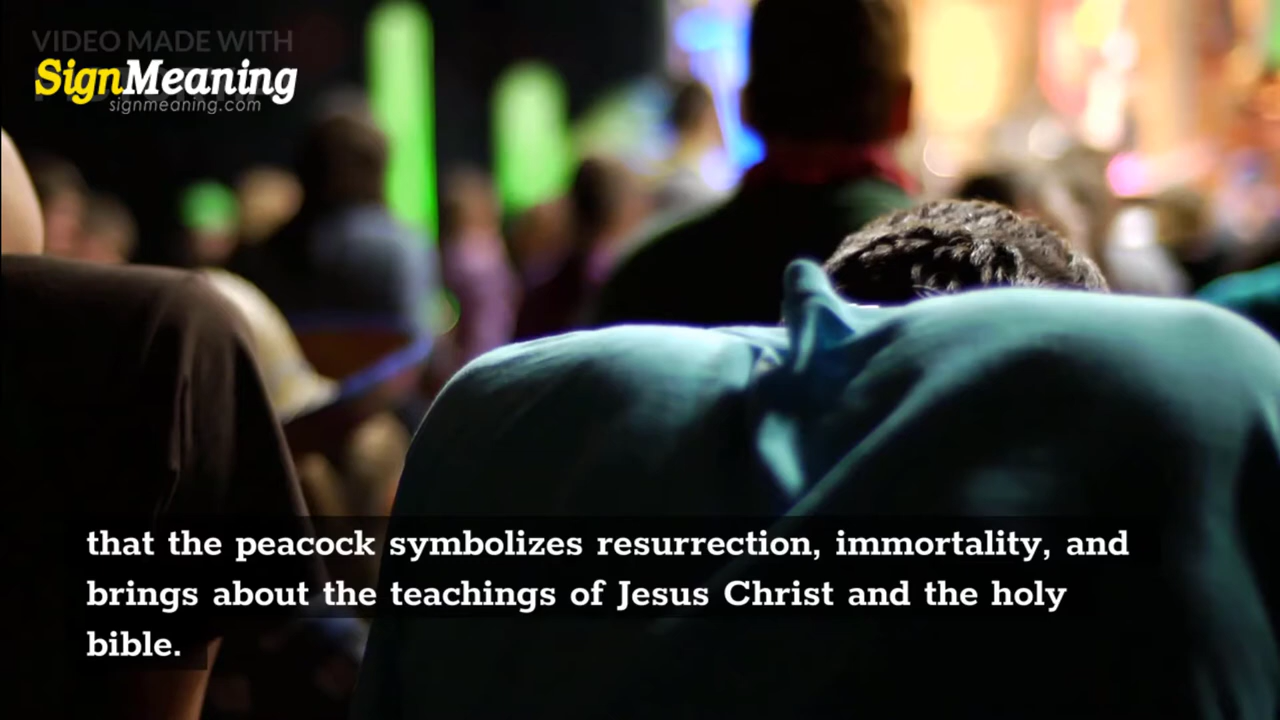 VIDEO MADE WITH
SignMeaning
signmeaning.com
that the peacock symbolizes resurrection, immortality, and
brings about the teachings of Jesus Christ and the holy
bible.